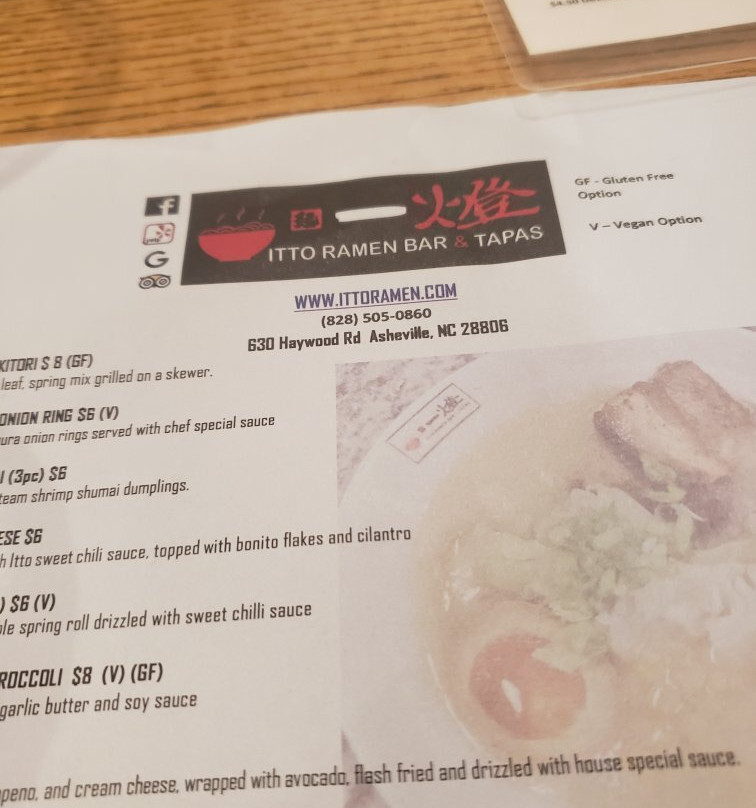 GF - Gluten Free
Option
V - Vegan Option
麺 火燈
ITTO RAMEN BAR & TAPAS
WWW.ITTORAMEN.COM
(828) 505-0860
630 Haywood Rd Asheville, NC 28806
KITORI $ 8 (GF)
leaf, spring mix grilled on a skewer.
ONION RING $6 (V)
ura onion rings served with chef special sauce
I (3pc) $6
team shrimp shumai dumplings.
ESE $6
h Itto sweet chili sauce, topped with bonito flakes and cilantro
) $6 (V)
ble spring roll drizzled with sweet chilli sauce
ROCCOLI $8 (V) (GF)
garlic butter and soy sauce
peno, and cream cheese, wrapped with avocado, flash fried and drizzled with house special sauce.